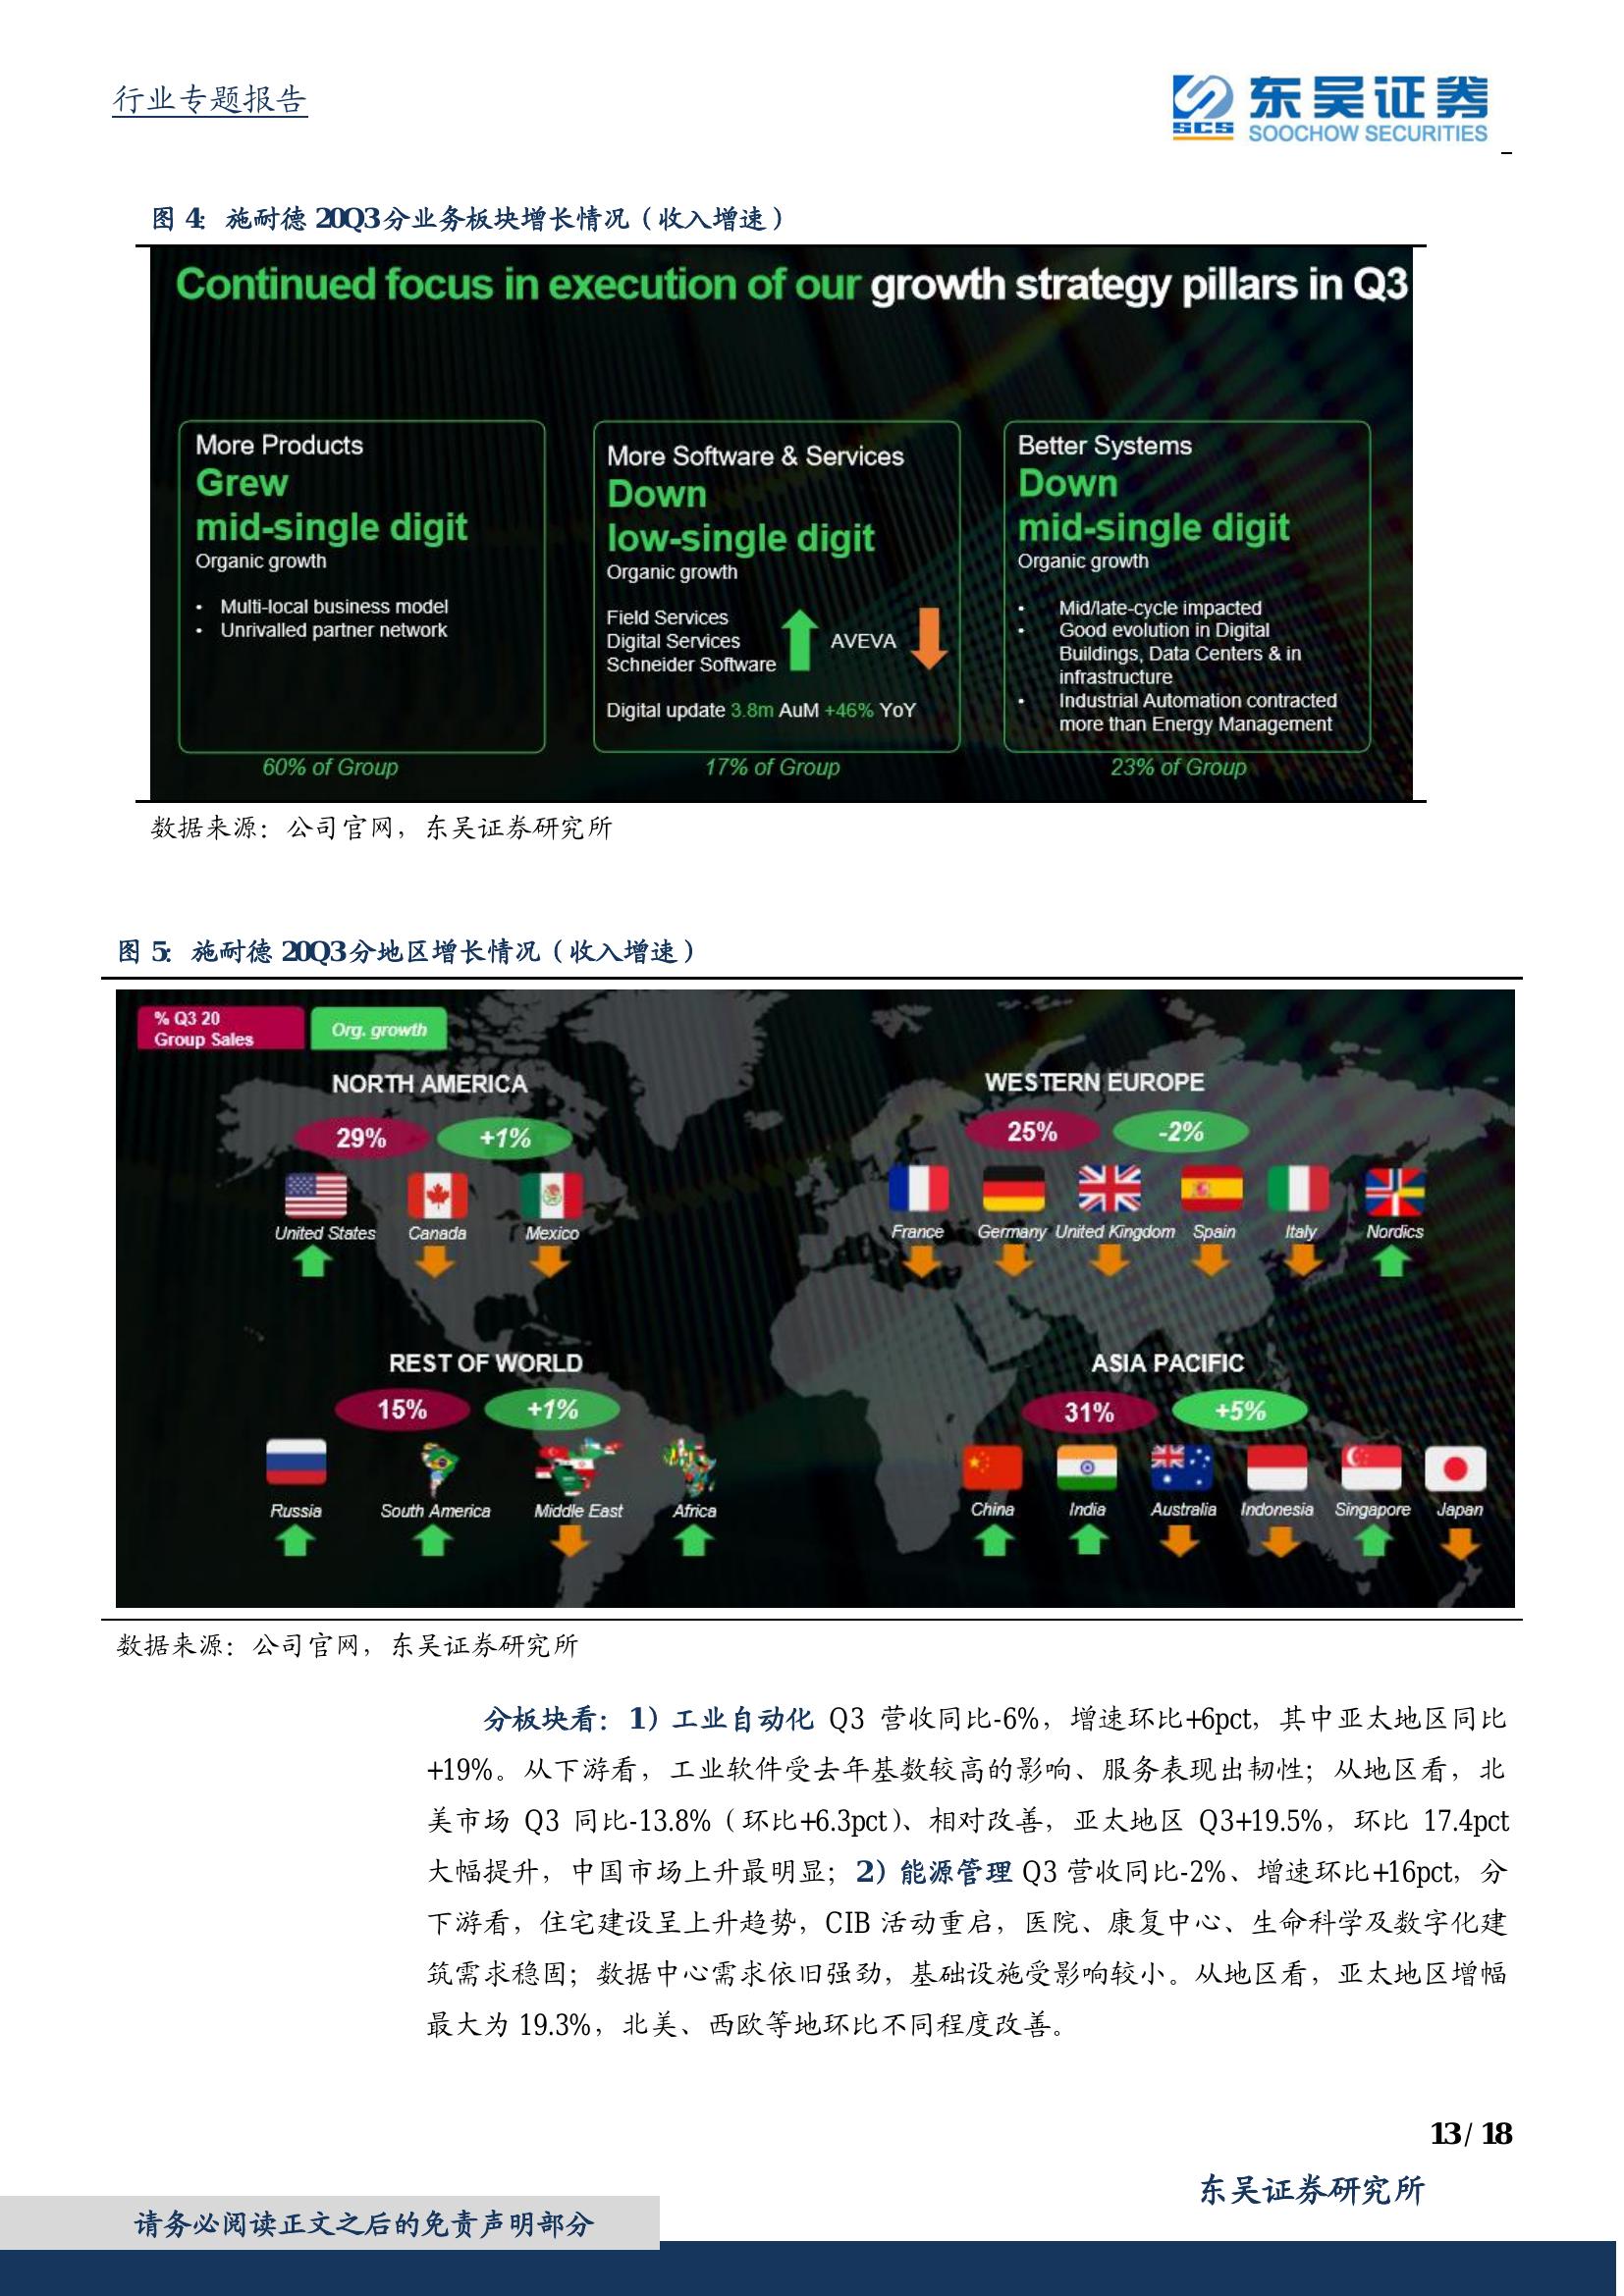 行业专题报告
SCS
东吴证券
SOOCHOW SECURITIES
图 4： 施耐德 20Q3 分业务板块增长情况（收入增速）
Continued focus in execution of our growth strategy pillars in Q3
More Products
Grew
mid-single digit
Organic growth
• Multi-local business model
• Unrivalled partner network
60% of Group
More Software & Services
Down
low-single digit
Organic growth
Field Services
Digital Services
Schneider Software
AVEVA
Digital update 3.8m AuM +46% YoY
17% of Group
Better Systems
Down
mid-single digit
Organic growth
• Mid/late-cycle impacted
• Good evolution in Digital
Buildings, Data Centers & in
infrastructure
• Industrial Automation contracted
more than Energy Management
23% of Group
数据来源：公司官网，东吴证券研究所
图 5： 施耐德 20Q3 分地区增长情况（收入增速）
% Q3 20
Group Sales
Org. growth
NORTH AMERICA
29% +1%
United States Canada Mexico
WESTERN EUROPE
25% -2%
France Germany United Kingdom Spain Italy Nordics
REST OF WORLD
15% +1%
Russia South America Middle East Africa
ASIA PACIFIC
31% +5%
China India Australia Indonesia Singapore Japan
数据来源：公司官网，东吴证券研究所
分板块看：1）工业自动化 Q3 营收同比-6%，增速环比+6pct，其中亚太地区同比
+19%。从下游看，工业软件受去年基数较高的影响、服务表现出韧性；从地区看，北
美市场 Q3 同比-13.8%（环比+6.3pct）、相对改善，亚太地区 Q3+19.5%，环比 17.4pct
大幅提升，中国市场上升最明显；2）能源管理 Q3 营收同比-2%、增速环比+16pct，分
下游看，住宅建设呈上升趋势，CIB 活动重启，医院、康复中心、生命科学及数字化建
筑需求稳固；数据中心需求依旧强劲，基础设施受影响较小。从地区看，亚太地区增幅
最大为 19.3%，北美、西欧等地环比不同程度改善。
13 / 18
东吴证券研究所
请务必阅读正文之后的免责声明部分